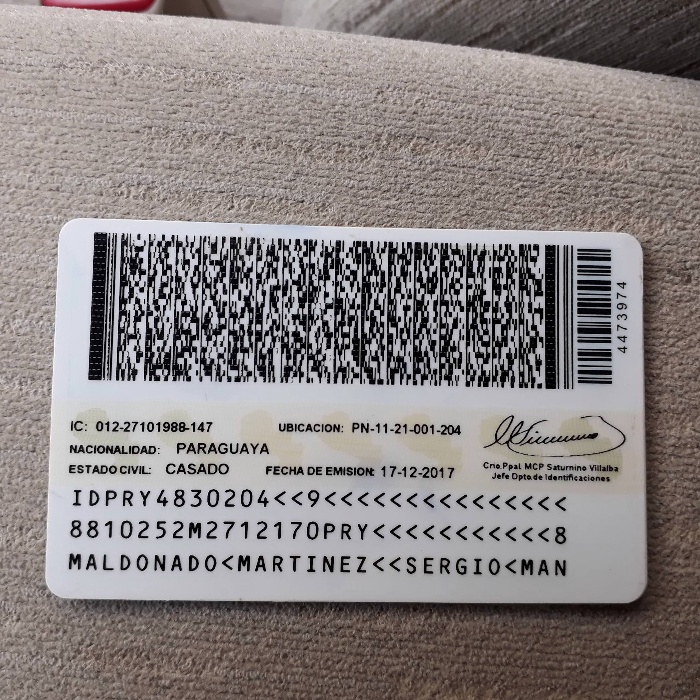 4473974
IC: 012-27101988-147 UBICACION: PN-11-21-001-204
NACIONALIDAD: PARAGUAYA
ESTADO CIVIL: CASADO FECHA DE EMISION: 17-12-2017
Crio.Ppal. MCP Saturnino Villalba
Jefe Dpto.de Identificaciones
IDPRY4830204<<9<<<<<<<<<<<<<<<
8810252M2712170PRY<<<<<<<<<<<8
MALDONADO<MARTINEZ<<SERGIO<MAN